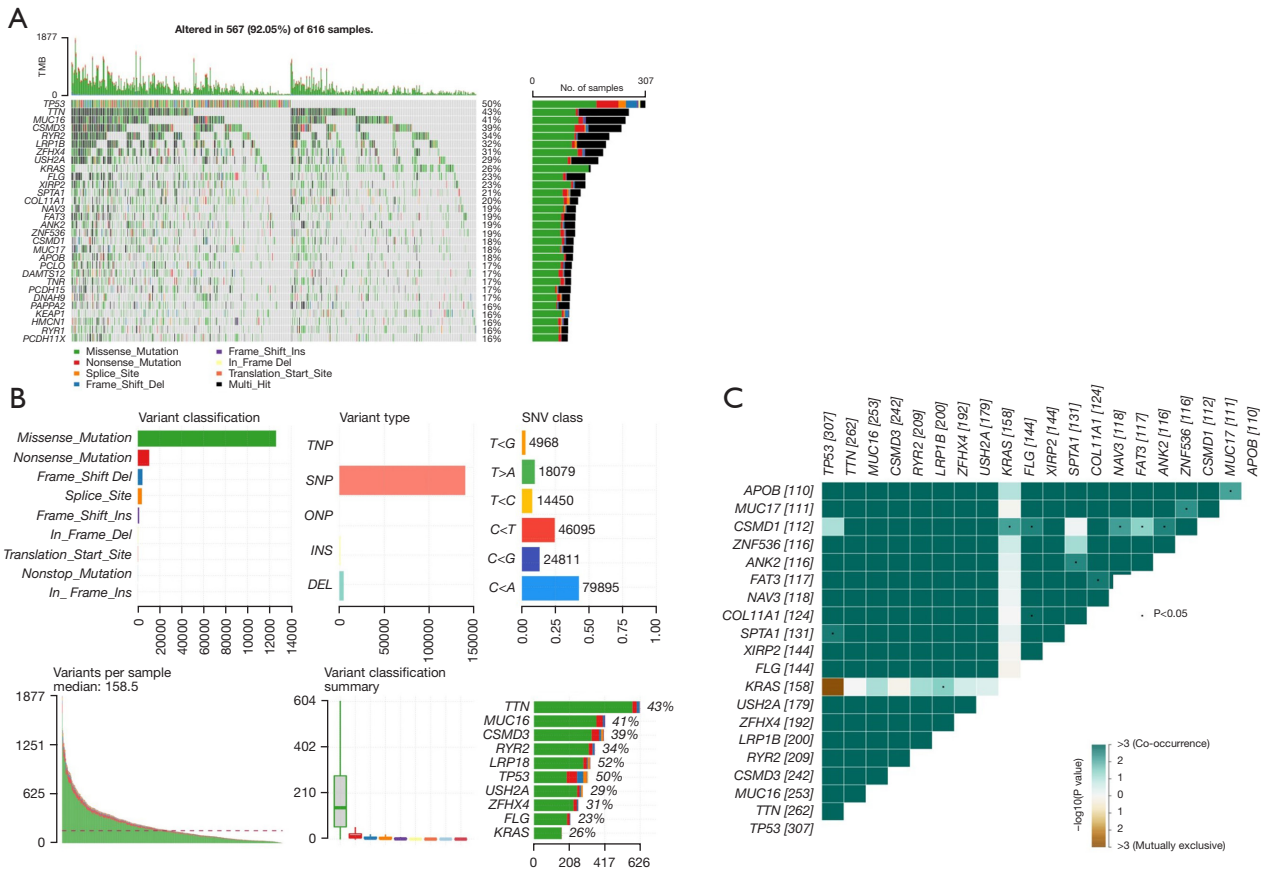 A
Altered in 567 (92.05%) of 616 samples.
1877
TMB
0
0 307
No. of samples
TP53 50%
TTN 43%
MUC16 41%
CSMD3 39%
RYR2 34%
LRP1B 32%
ZFHX4 31%
USH2A 29%
KRAS 26%
FLG 23%
XIRP2 23%
SPTA1 21%
COL11A1 20%
NAV3 19%
FAT3 19%
ANK2 19%
ZNF536 19%
CSMD1 18%
MUC17 18%
APOB 18%
PCLO 17%
DAMTS12 17%
TNR 17%
PCDH15 17%
DNAH9 17%
PAPPA2 16%
KEAP1 16%
HMCN1 16%
RYR1 16%
PCDH11X 16%
Missense_Mutation Frame_Shift_Ins
Nonsense_Mutation In_Frame Del
Splice_Site Translation_Start_Site
Frame_Shift_Del Multi_Hit
B
Variant classification
Missense_Mutation
Nonsense_Mutation
Frame_Shift Del
Splice_Site
Frame_Shift_Ins
In_Frame_Del
Translation_Start_Site
Nonstop_Mutation
In_ Frame_Ins
0 20000 40000 60000 80000 10000 12000 14000
Variant type
TNP
SNP
ONP
INS
DEL
0 50000 100000 150000
SNV class
T<G 4968
T>A 18079
T<C 14450
C<T 46095
C<G 24811
C<A 79895
0.00 0.25 0.50 0.75 1.00
Variants per sample
median: 158.5
1877
1251
625
0
Variant classification
summary
604
402
210
0
TTN 43%
MUC16 41%
CSMD3 39%
RYR2 34%
LRP18 52%
TP53 50%
USH2A 29%
ZFHX4 31%
FLG 23%
KRAS 26%
0 208 417 626
C
TP53 [307]
TTN [262]
MUC16 [253]
CSMD3 [242]
RYR2 [209]
LRP1B [200]
ZFHX4 [192]
USH2A [179]
KRAS [158]
FLG [144]
XIRP2 [144]
SPTA1 [131]
COL11A1 [124]
NAV3 [118]
FAT3 [117]
ANK2 [116]
ZNF536 [116]
CSMD1 [112]
MUC17 [111]
APOB [110]
APOB [110]
MUC17 [111]
CSMD1 [112]
ZNF536 [116]
ANK2 [116]
FAT3 [117]
NAV3 [118]
COL11A1 [124]
SPTA1 [131]
XIRP2 [144]
FLG [144]
KRAS [158]
USH2A [179]
ZFHX4 [192]
LRP1B [200]
RYR2 [209]
CSMD3 [242]
MUC16 [253]
TTN [262]
TP53 [307]
P<0.05
−log10(P value)
>3 (Co-occurrence)
2
1
0
1
2
>3 (Mutually exclusive)